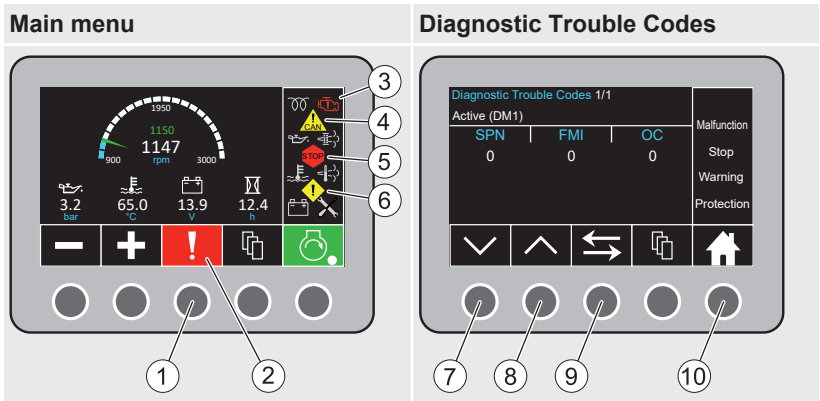 Main menu
Diagnostic Trouble Codes
1950
1150
1147
rpm
900
3000
CAN
STOP
3.2
65.0
13.9
12.4
bar
°C
V
h
1
2
3
4
5
6
Diagnostic Trouble Codes 1/1
Active (DM1)
SPN FMI OC
0 0 0
Malfunction
Stop
Warning
Protection
7
8
9
10